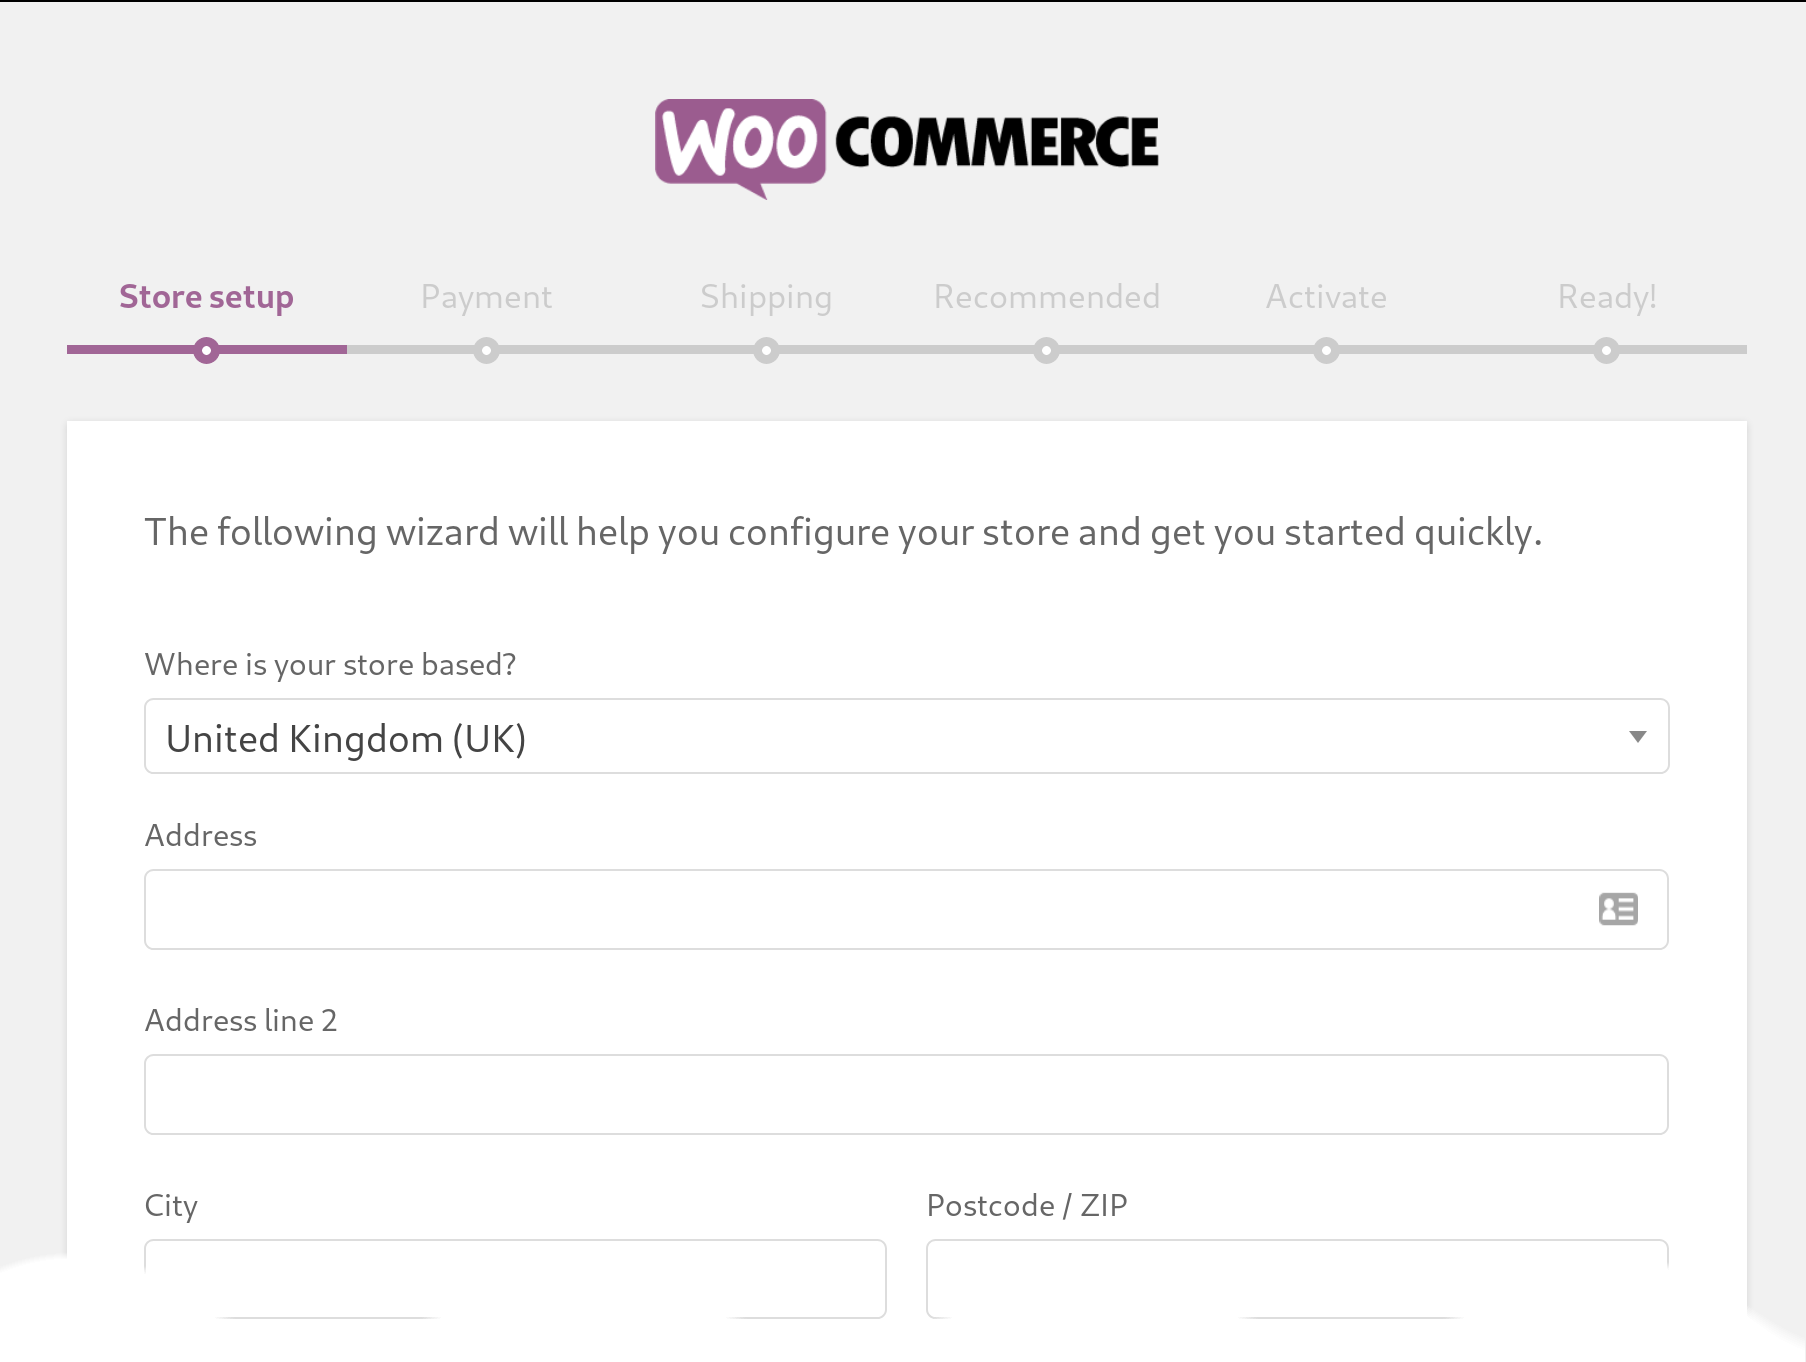 WOO COMMERCE
Store setup Payment Shipping Recommended Activate Ready!
The following wizard will help you configure your store and get you started quickly.
Where is your store based?
United Kingdom (UK)
Address
Address line 2
City Postcode / ZIP